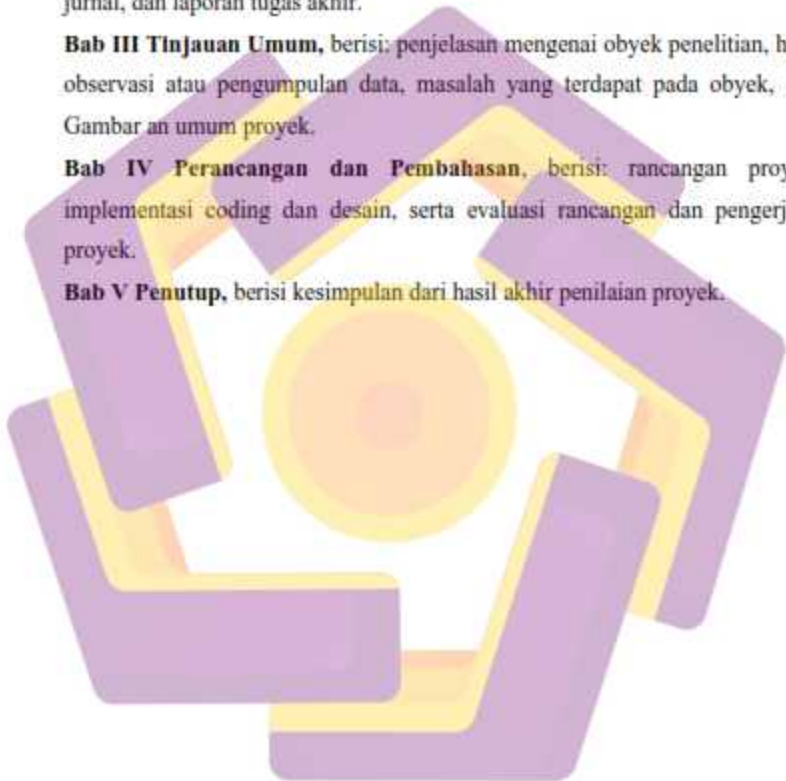 jurnal, dan laporan tugas akhir.
Bab III Tinjauan Umum, berisi: penjelasan mengenai obyek penelitian, h
observasi atau pengumpulan data, masalah yang terdapat pada obyek,
Gambar an umum proyek.
Bab IV Perancangan dan Pembahasan, berisi: rancangan proy
implementasi coding dan desain, serta evaluasi rancangan dan pengerj
proyek.
Bab V Penutup, berisi kesimpulan dari hasil akhir penilaian proyek.